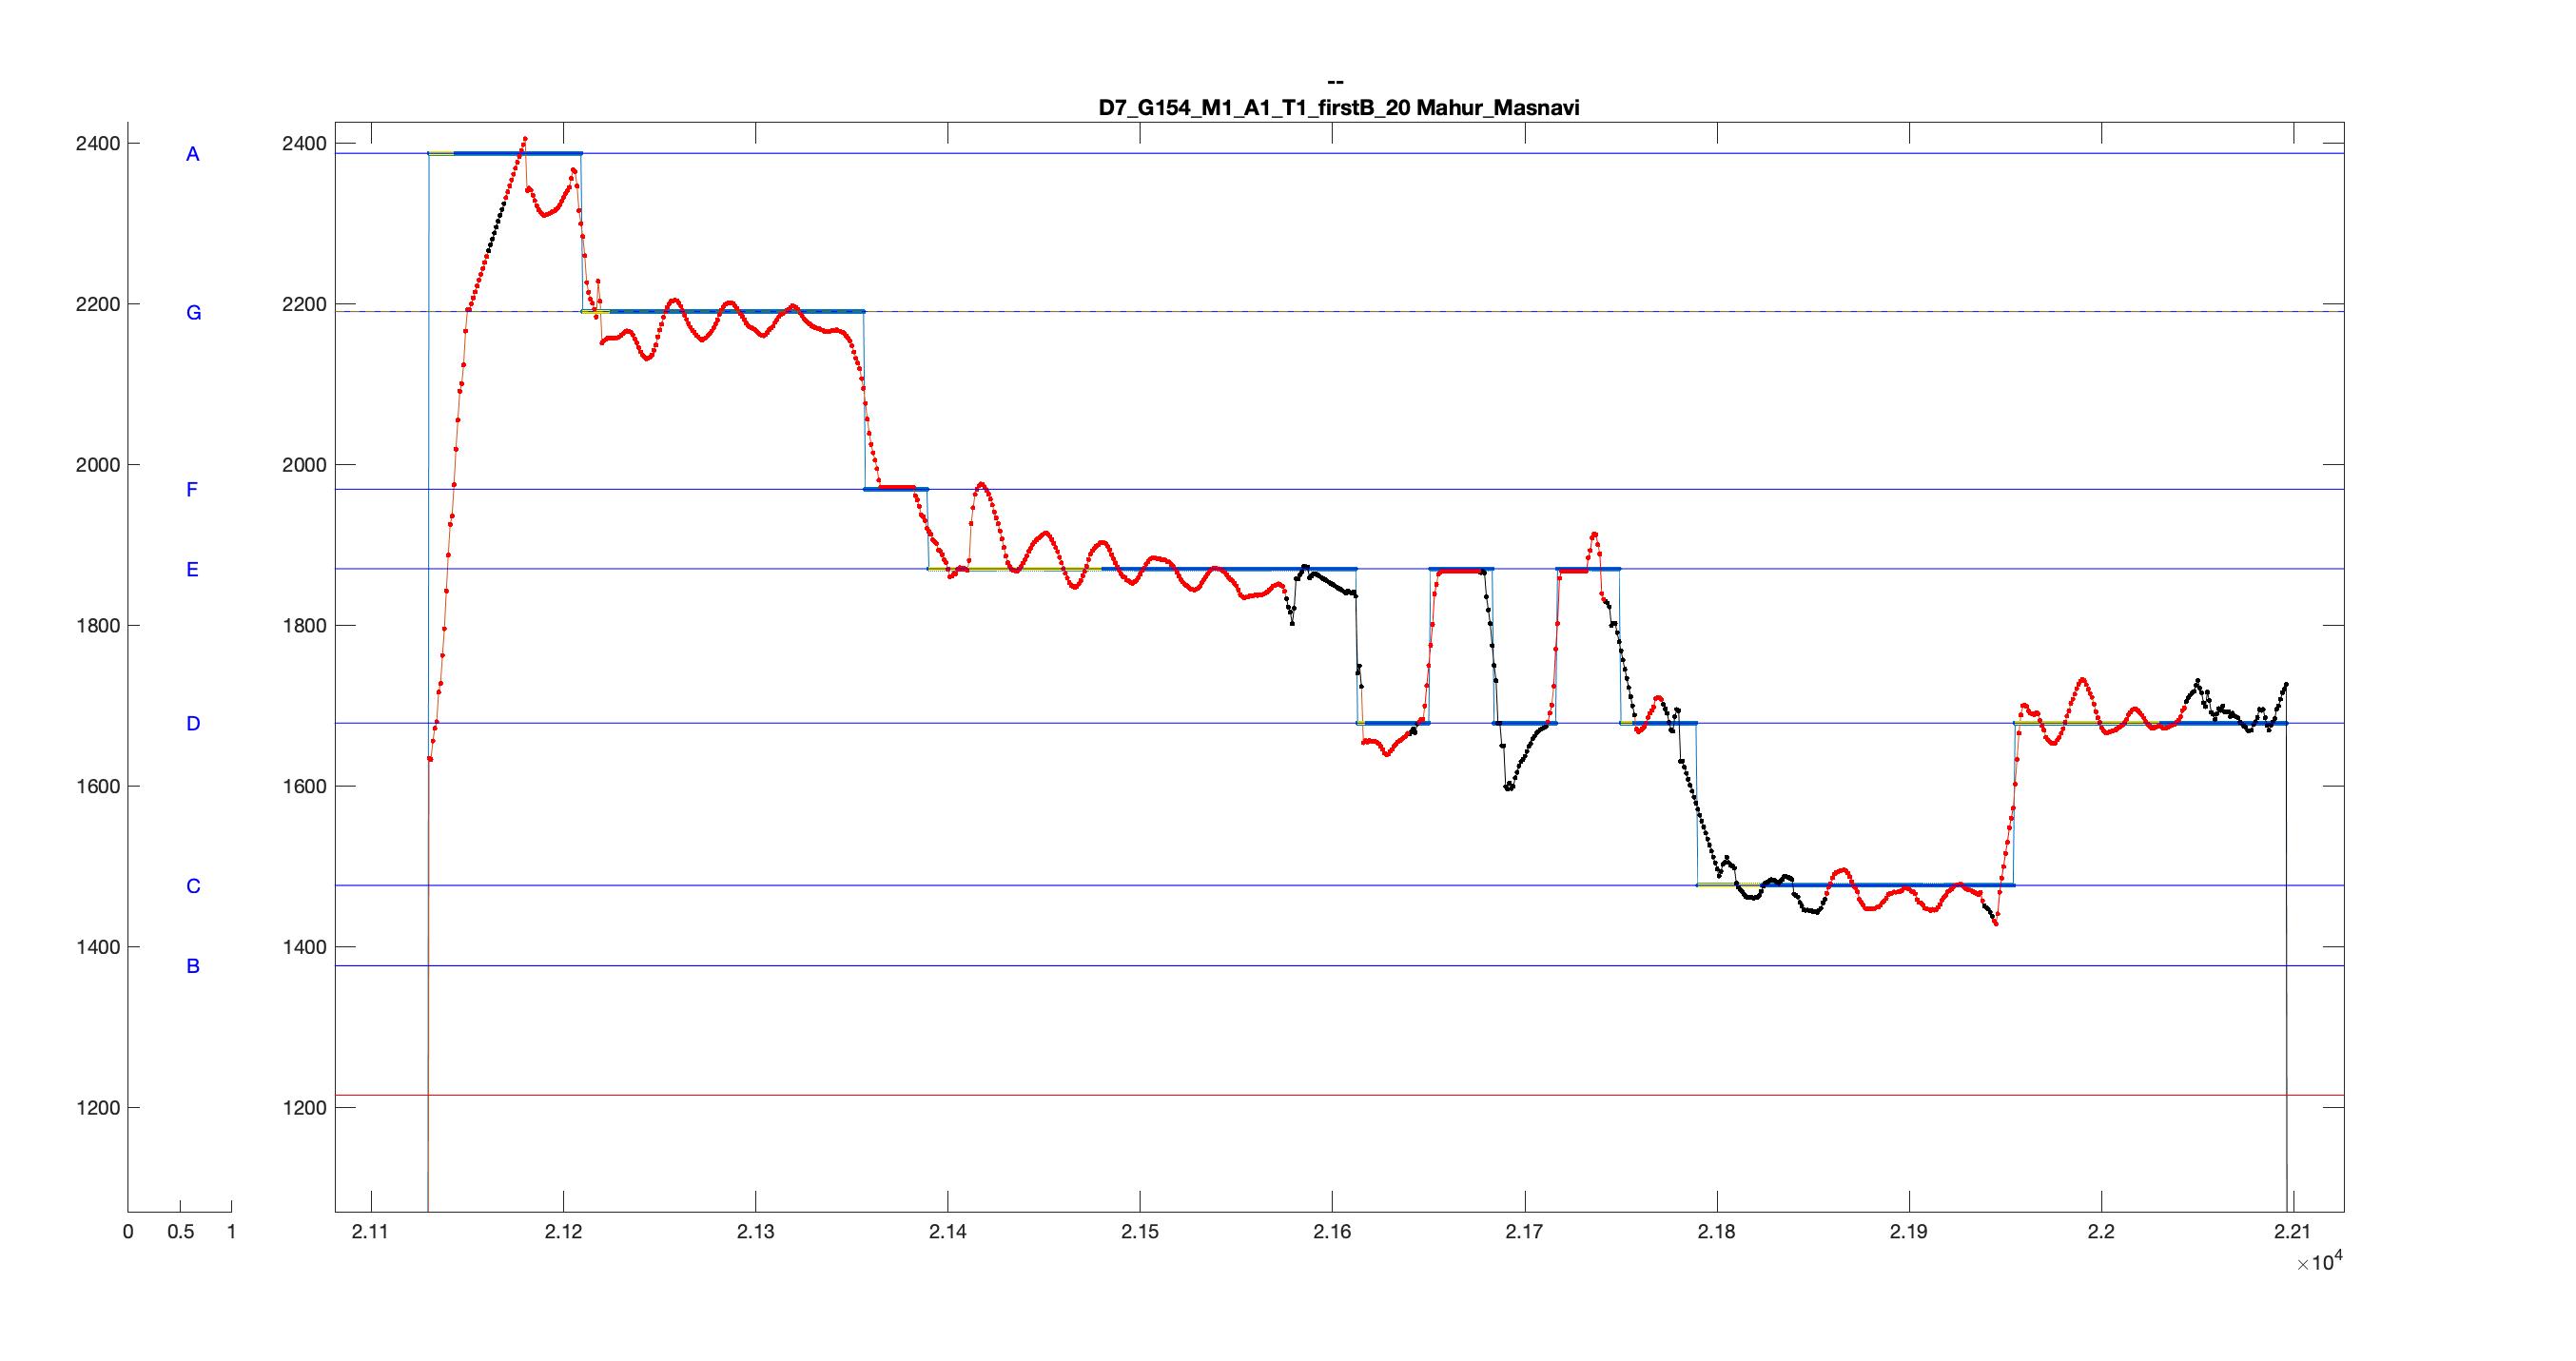 --
D7_G154_M1_A1_T1_firstB_20 Mahur_Masnavi
2400 A 2400
2200 G 2200
2000 2000
F
E
1800 1800
D
1600 1600
C
1400 1400
B
1200 1200
0 0.5 1 2.11 2.12 2.13 2.14 2.15 2.16 2.17 2.18 2.19 2.2 2.21
×10⁴